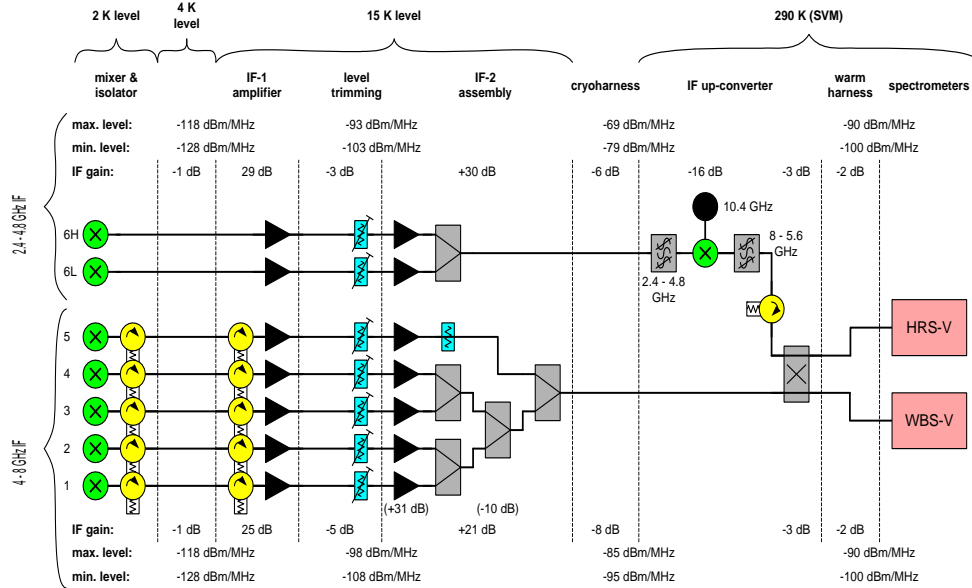 2 K level
4 K level
15 K level
290 K (SVM)
mixer & isolator
IF-1 amplifier
level trimming
IF-2 assembly
cryoharness
IF up-converter
warm harness
spectrometers
max. level: -118 dBm/MHz -93 dBm/MHz -69 dBm/MHz -90 dBm/MHz
min. level: -128 dBm/MHz -103 dBm/MHz -79 dBm/MHz -100 dBm/MHz
IF gain: -1 dB 29 dB -3 dB +30 dB -6 dB -16 dB -3 dB -2 dB
2.4 - 4.8 GHz IF
10.4 GHz
6H
8 - 5.6 GHz
6L
2.4 - 4.8 GHz
4 - 8 GHz IF
5
HRS-V
4
3
WBS-V
2
1
(+31 dB) (-10 dB)
IF gain: -1 dB 25 dB -5 dB +21 dB -8 dB -3 dB -2 dB
max. level: -118 dBm/MHz -98 dBm/MHz -85 dBm/MHz -90 dBm/MHz
min. level: -128 dBm/MHz -108 dBm/MHz -95 dBm/MHz -100 dBm/MHz